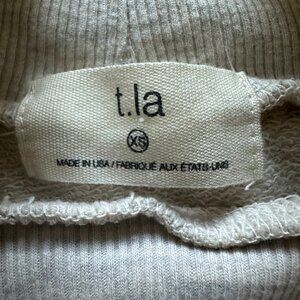 t.la
XS
MADE IN USA / FABRIQUÉ AUX ÉTATS-UNIS